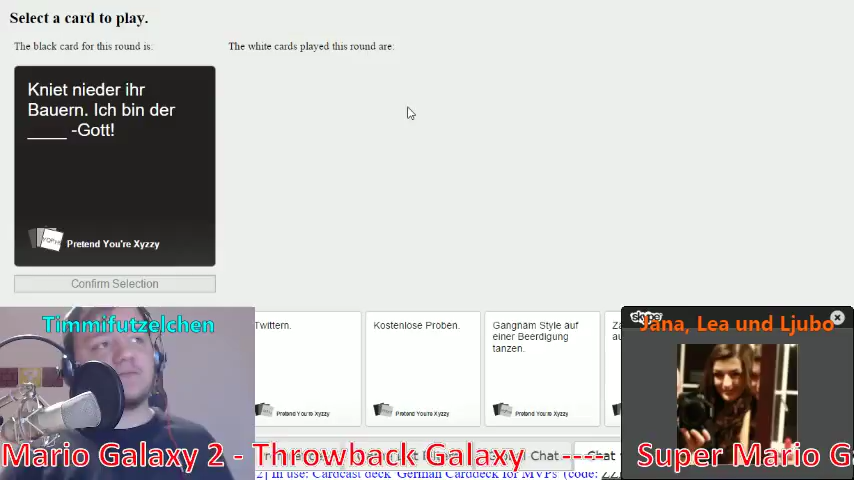 Select a card to play.
The black card for this round is:
The white cards played this round are:
Kniet nieder ihr
Bauern. Ich bin der
____ -Gott!
Pretend You're Xyzzy
Confirm Selection
Timmifutzelchen
Twittern.
Pretend You're Xyzzy
Kostenlose Proben.
Pretend You're Xyzzy
Gangnam Style auf
einer Beerdigung
tanzen.
Pretend You're Xyzzy
skype
Jana, Lea und Ljubo
Chat
Mario Galaxy 2 - Throwback Galaxy ---- Super Mario G
2] In use: Cardcast deck 'German Carddeck for MVPs' (code: